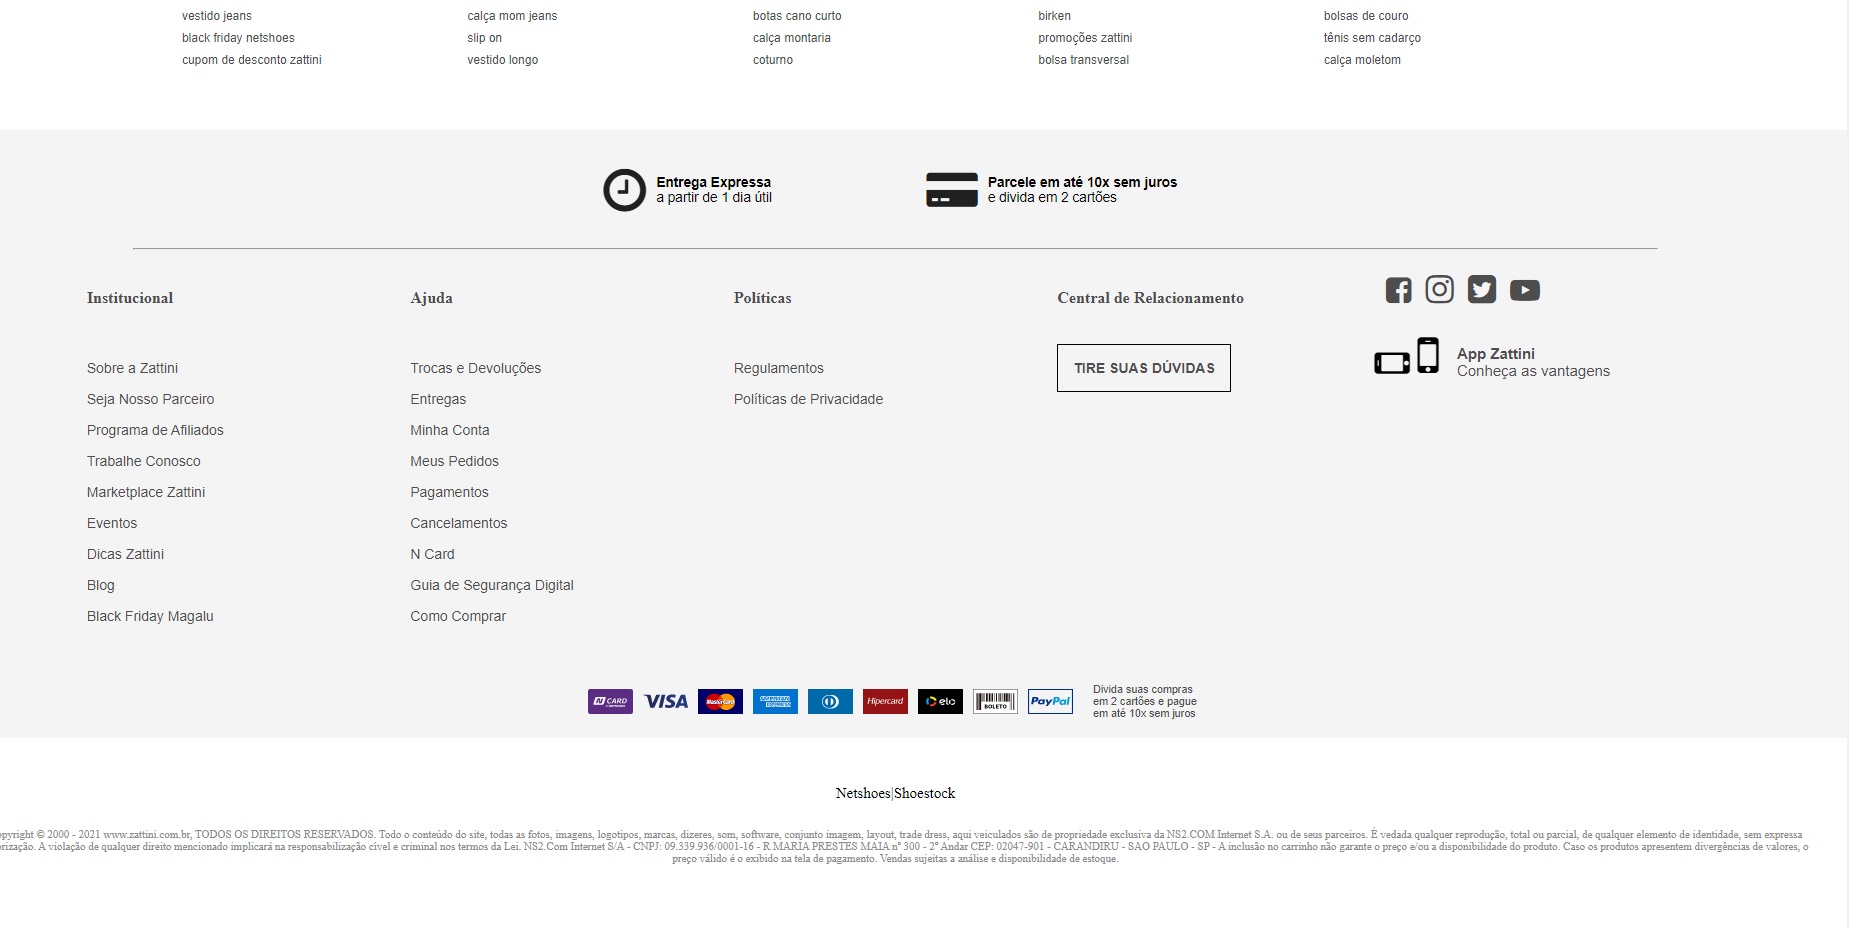 vestido jeans
calça mom jeans
botas cano curto
birken
bolsas de couro
black friday netshoes
slip on
calça montaria
promoções zattini
tênis sem cadarço
cupom de desconto zattini
vestido longo
coturno
bolsa transversal
calça moletom
Entrega Expressa
a partir de 1 dia útil
Parcele em até 10x sem juros
e divida em 2 cartões
Institucional
Sobre a Zattini
Seja Nosso Parceiro
Programa de Afiliados
Trabalhe Conosco
Marketplace Zattini
Eventos
Dicas Zattini
Blog
Black Friday Magalu
Ajuda
Trocas e Devoluções
Entregas
Minha Conta
Meus Pedidos
Pagamentos
Cancelamentos
N Card
Guia de Segurança Digital
Como Comprar
Políticas
Regulamentos
Políticas de Privacidade
Central de Relacionamento
TIRE SUAS DÚVIDAS
App Zattini
Conheça as vantagens
N CARD
VISA
MasterCard
AMERICAN EXPRESS
Hipercard
elo
BOLETO
PayPal
Divida suas compras
em 2 cartões e pague
em até 10x sem juros
Netshoes|Shoestock
opyright © 2000 - 2021 www.zattini.com.br, TODOS OS DIREITOS RESERVADOS. Todo o conteúdo do site, todas as fotos, imagens, logotipos, marcas, dizeres, som, software, conjunto imagem, layout, trade dress, aqui veiculados são de propriedade exclusiva da NS2.COM Internet S.A. ou de seus parceiros. É vedada qualquer reprodução, total ou parcial, de qualquer elemento de identidade, sem expressa
rização. A violação de qualquer direito mencionado implicará na responsabilização cível e criminal nos termos da Lei. NS2.Com Internet S/A - CNPJ: 09.339.936/0001-16 - R MARIA PRESTES MAIA nº 300 - 2º Andar CEP: 02047-901 - CARANDIRU - SAO PAULO - SP - A inclusão no carrinho não garante o preço e/ou a disponibilidade do produto. Caso os produtos apresentem divergências de valores, o
preço válido é o exibido na tela de pagamento. Vendas sujeitas a análise e disponibilidade de estoque.